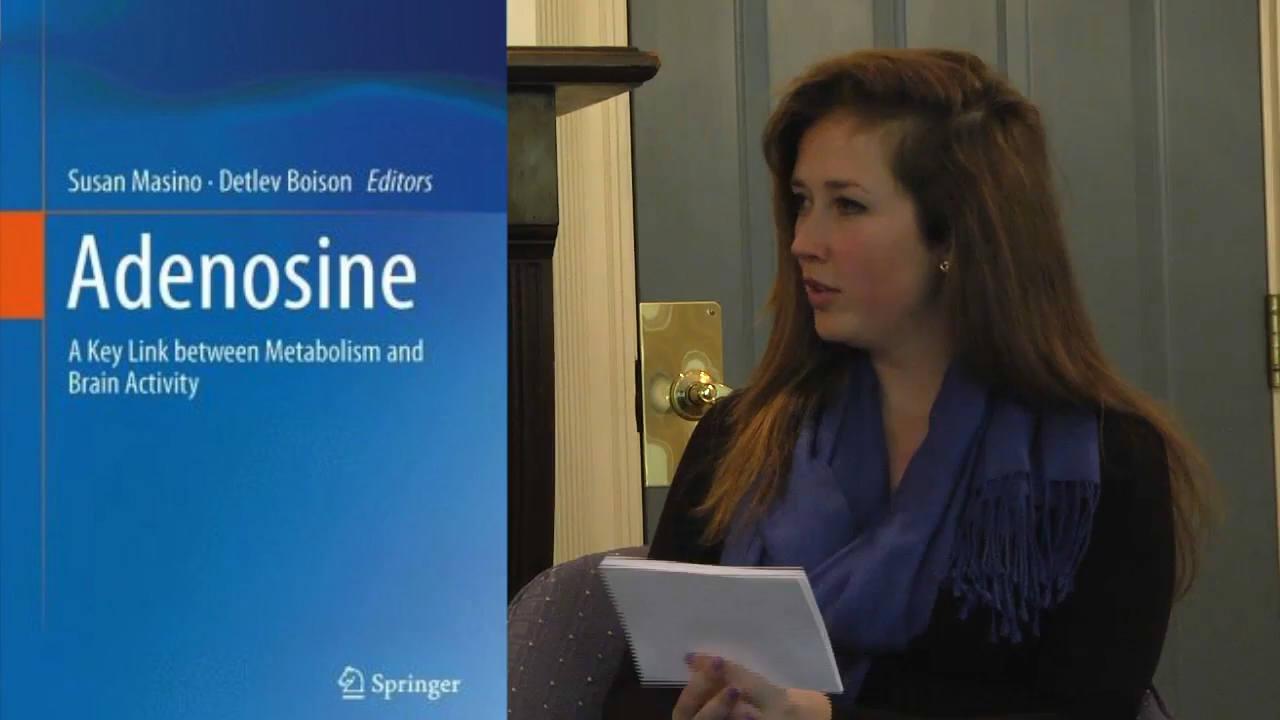 Susan Masino · Detlev Boison Editors
Adenosine
A Key Link between Metabolism and
Brain Activity
Springer